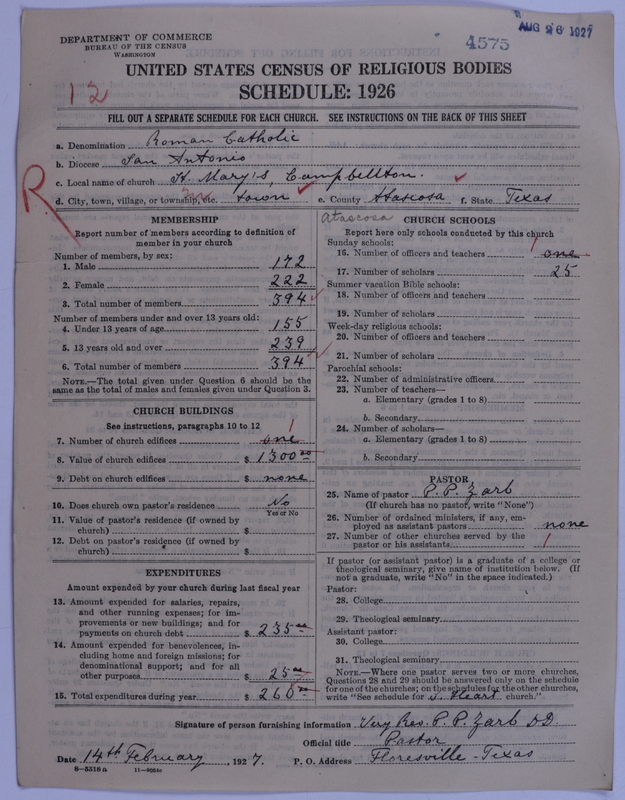 DEPARTMENT OF COMMERCE
BUREAU OF THE CENSUS
WASHINGTON
4575
AUG 26 1927
UNITED STATES CENSUS OF RELIGIOUS BODIES
SCHEDULE: 1926
12
FILL OUT A SEPARATE SCHEDULE FOR EACH CHURCH. SEE INSTRUCTIONS ON THE BACK OF THIS SHEET
R
a. Denomination Roman Catholic
b. Diocese San Antonio
c. Local name of church St. Mary's, Campbellton.
d. City, town, village, or township, etc. town e. County Atascosa f. State Texas
Atascosa
MEMBERSHIP
Report number of members according to definition of
member in your church
Number of members, by sex:
1. Male 172
2. Female 222
3. Total number of members 394
Number of members under and over 13 years old:
4. Under 13 years of age 155
5. 13 years old and over 239
6. Total number of members 394
NOTE.—The total given under Question 6 should be the
same as the total of males and females given under Question 3.
CHURCH BUILDINGS
See instructions, paragraphs 10 to 12
7. Number of church edifices one 1
8. Value of church edifices $ 1300.00
9. Debt on church edifices $ none
10. Does church own pastor's residence No
Yes or No
11. Value of pastor's residence (if owned by
church) $
12. Debt on pastor's residence (if owned by
church) $
EXPENDITURES
Amount expended by your church during last fiscal year
13. Amount expended for salaries, repairs,
and other running expenses; for im-
provements or new buildings; and for
payments on church debt $ 235.00
14. Amount expended for benevolences, in-
cluding home and foreign missions; for
denominational support; and for all
other purposes $ 25.00
15. Total expenditures during year $ 260.00
CHURCH SCHOOLS
Report here only schools conducted by this church
Sunday schools:
16. Number of officers and teachers one 1
17. Number of scholars 25
Summer vacation Bible schools:
18. Number of officers and teachers
19. Number of scholars
Week-day religious schools:
20. Number of officers and teachers
21. Number of scholars
Parochial schools:
22. Number of administrative officers
23. Number of teachers—
a. Elementary (grades 1 to 8)
b. Secondary
24. Number of scholars—
a. Elementary (grades 1 to 8)
b. Secondary
PASTOR
25. Name of pastor P. P. Zarb
(If church has no pastor, write "None")
26. Number of ordained ministers, if any, em-
ployed as assistant pastors none
27. Number of other churches served by the
pastor or his assistants 1
If pastor (or assistant pastor) is a graduate of a college or
theological seminary, give name of institution below. (If
not a graduate, write "No" in the space indicated.)
Pastor:
28. College
29. Theological seminary
Assistant pastor:
30. College
31. Theological seminary
NOTE.—Where one pastor serves two or more churches,
Questions 28 and 29 should be answered only on the schedule
for one of the churches; on the schedules for the other churches,
write "See schedule for S. Heart church."
Signature of person furnishing information Very Rev. P. P. Zarb D.D.
Official title Pastor
Date 14th February, 1927. P. O. Address Floresville - Texas
8-5518 a